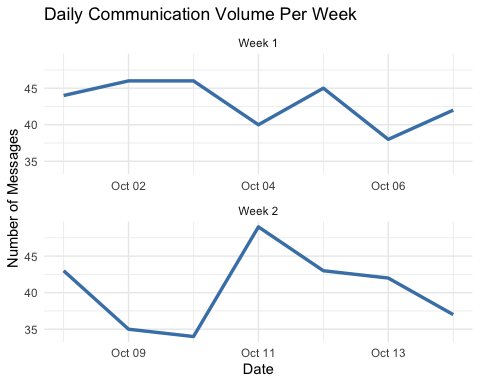 Daily Communication Volume Per Week
Week 1
45
40
35
Oct 02 Oct 04 Oct 06
Week 2
45
40
35
Oct 09 Oct 11 Oct 13
Date
Number of Messages